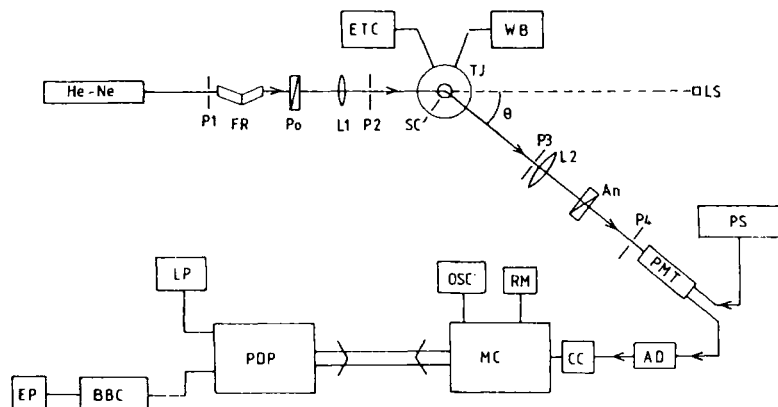 ETC
WB
He-Ne
TJ
LS
P1
FR
Po
L1
P2
SC'
θ
P3
L2
An
P4
PS
PMT
LP
OSC
RM
PDP
MC
CC
AD
EP
BBC